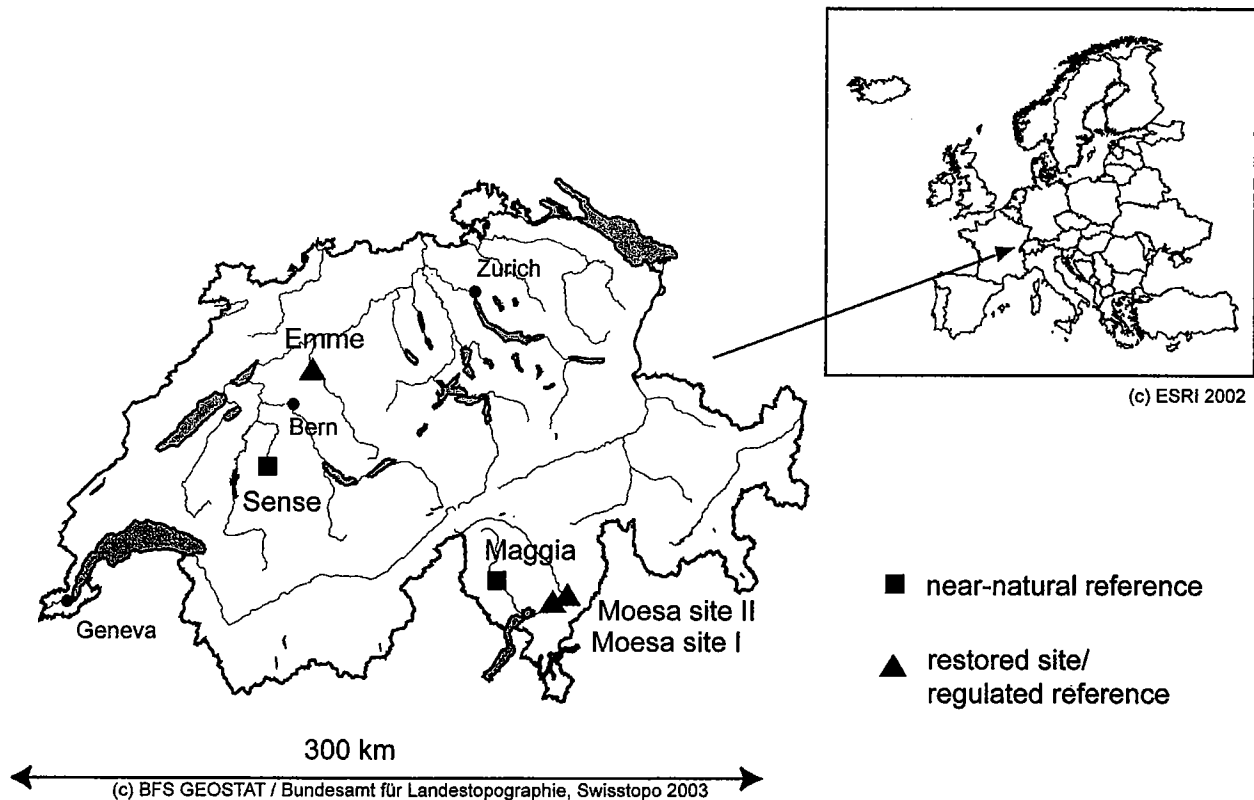 Zürich
Emme
Bern
Sense
Maggia
Moesa site II
Moesa site I
Geneva
(c) ESRI 2002
near-natural reference
restored site/
regulated reference
300 km
(c) BFS GEOSTAT / Bundesamt für Landestopographie, Swisstopo 2003